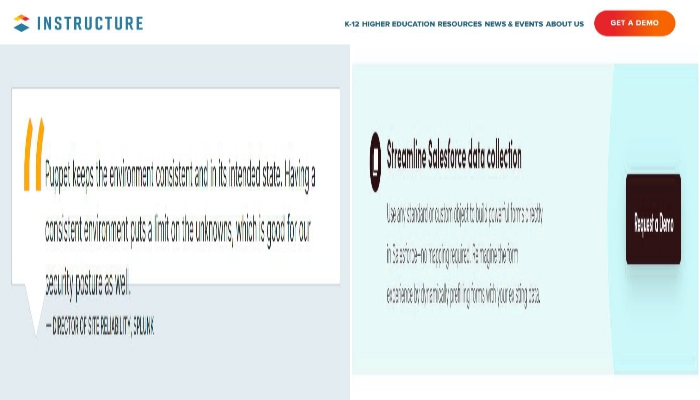 INSTRUCTURE
K-12 HIGHER EDUCATION RESOURCES NEWS & EVENTS ABOUT US
GET A DEMO
"
Puppet keeps the environment consistent and in its intended state. Having a
consistent environment puts a limit on the unknowns, which is good for our
security posture as well.
— DIRECTOR OF SITE RELIABILITY, SPLUNK
Streamline Salesforce data collection
Use any standard or custom object to build powerful forms directly
in Salesforce—no mapping required. Reimagine the form
experience by dynamically prefilling forms with your existing data.
Request a Demo